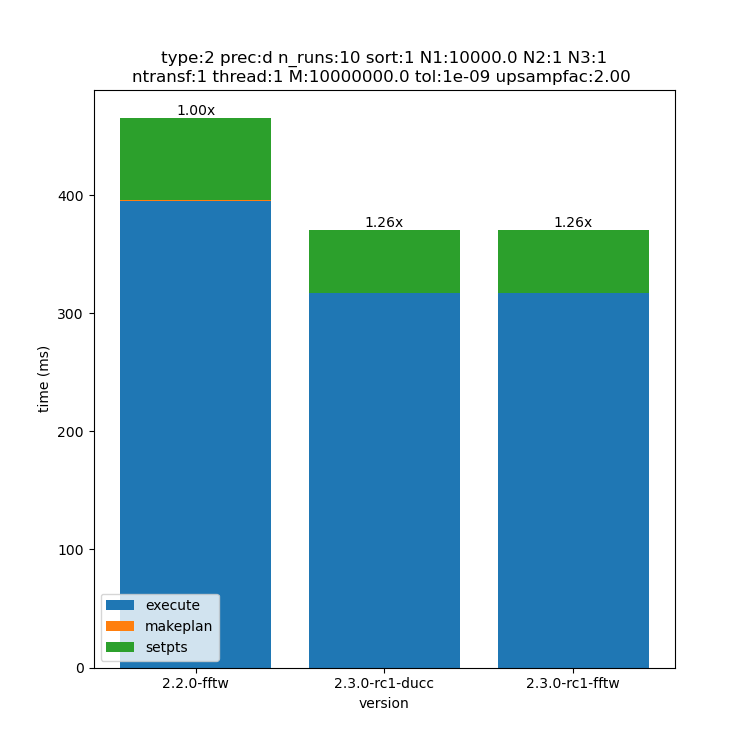 type:2 prec:d n_runs:10 sort:1 N1:10000.0 N2:1 N3:1
ntransf:1 thread:1 M:10000000.0 tol:1e-09 upsampfac:2.00
1.00x
1.26x
1.26x
400
300
200
100
0
time (ms)
execute
makeplan
setpts
2.2.0-fftw
2.3.0-rc1-ducc
2.3.0-rc1-fftw
version